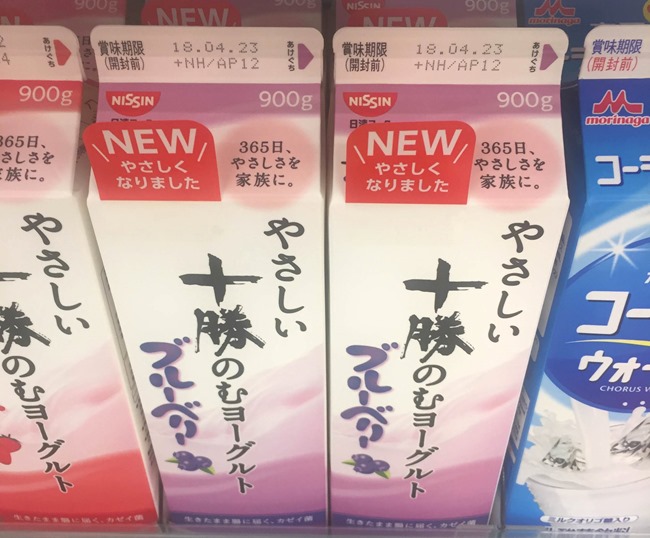 あけぐち
365日、
やさしさを
家族に。
やさしい
十勝のむヨーグルト
900g
賞味期限
(開封前)
18.04.23
+NH/AP12
あけぐち
NISSIN
900g
NEW
やさしく
なりました
365日、
やさしさを
家族に。
やさしい
十勝のむヨーグルト
ブルーベリー
生きたまま腸に届く、カゼイ菌
賞味期限
(開封前)
18.04.23
+NH/AP12
あけぐち
NISSIN
900g
NEW
やさしく
なりました
365日、
やさしさを
家族に。
やさしい
十勝のむヨーグルト
ブルーベリー
生きたまま腸に届く、カゼイ菌
NISSIN
morinaga
賞味期限
(開封前)
morinaga
コー
コー
ウォー
CHORUS W
ミルクオリゴ糖入り